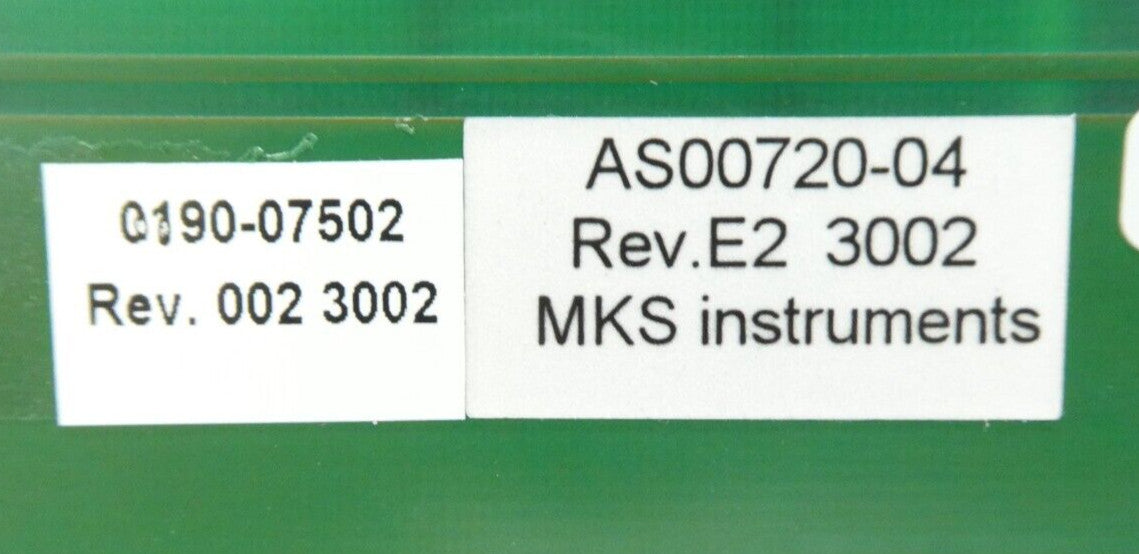 0190-07502
Rev. 002 3002
AS00720-04
Rev.E2 3002
MKS instruments